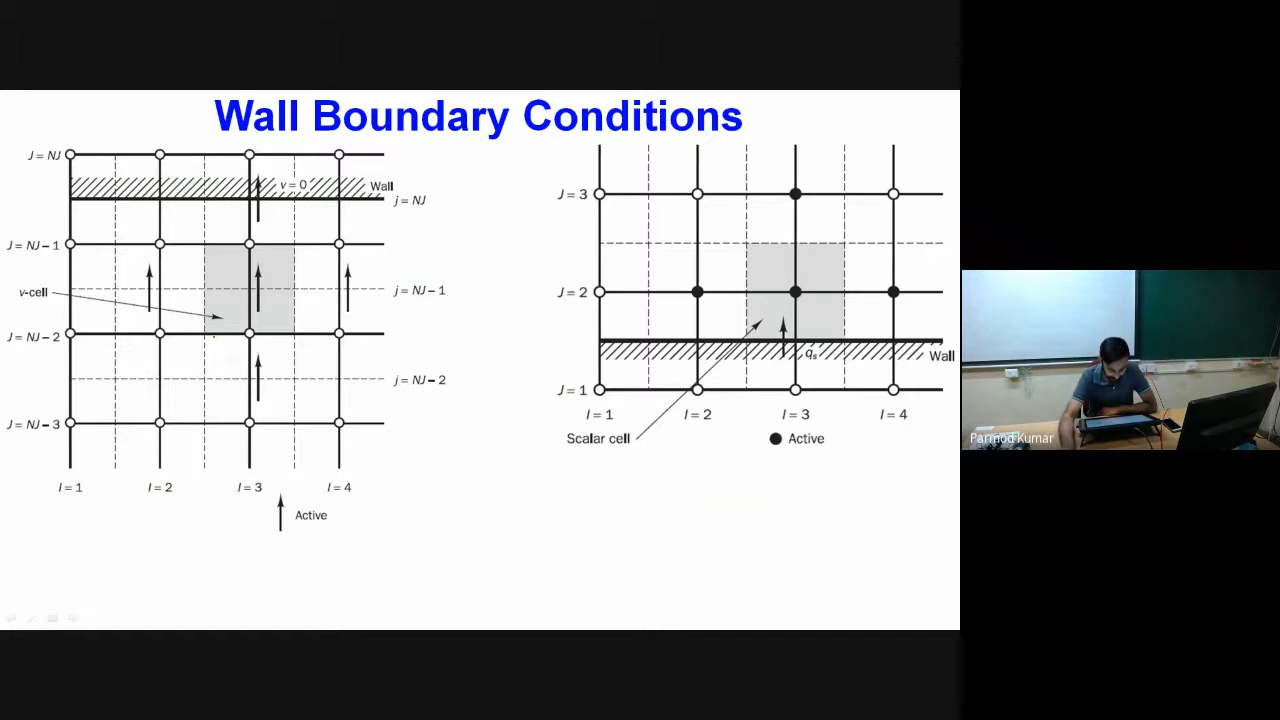 Wall Boundary Conditions
J = NJ
v = 0
Wall
j = NJ
J = NJ – 1
v-cell
j = NJ – 1
J = NJ – 2
j = NJ – 2
J = NJ – 3
I = 1
I = 2
I = 3
I = 4
Active
J = 3
J = 2
qs
Wall
J = 1
I = 1
I = 2
I = 3
I = 4
Scalar cell
Active
Parmod Kumar